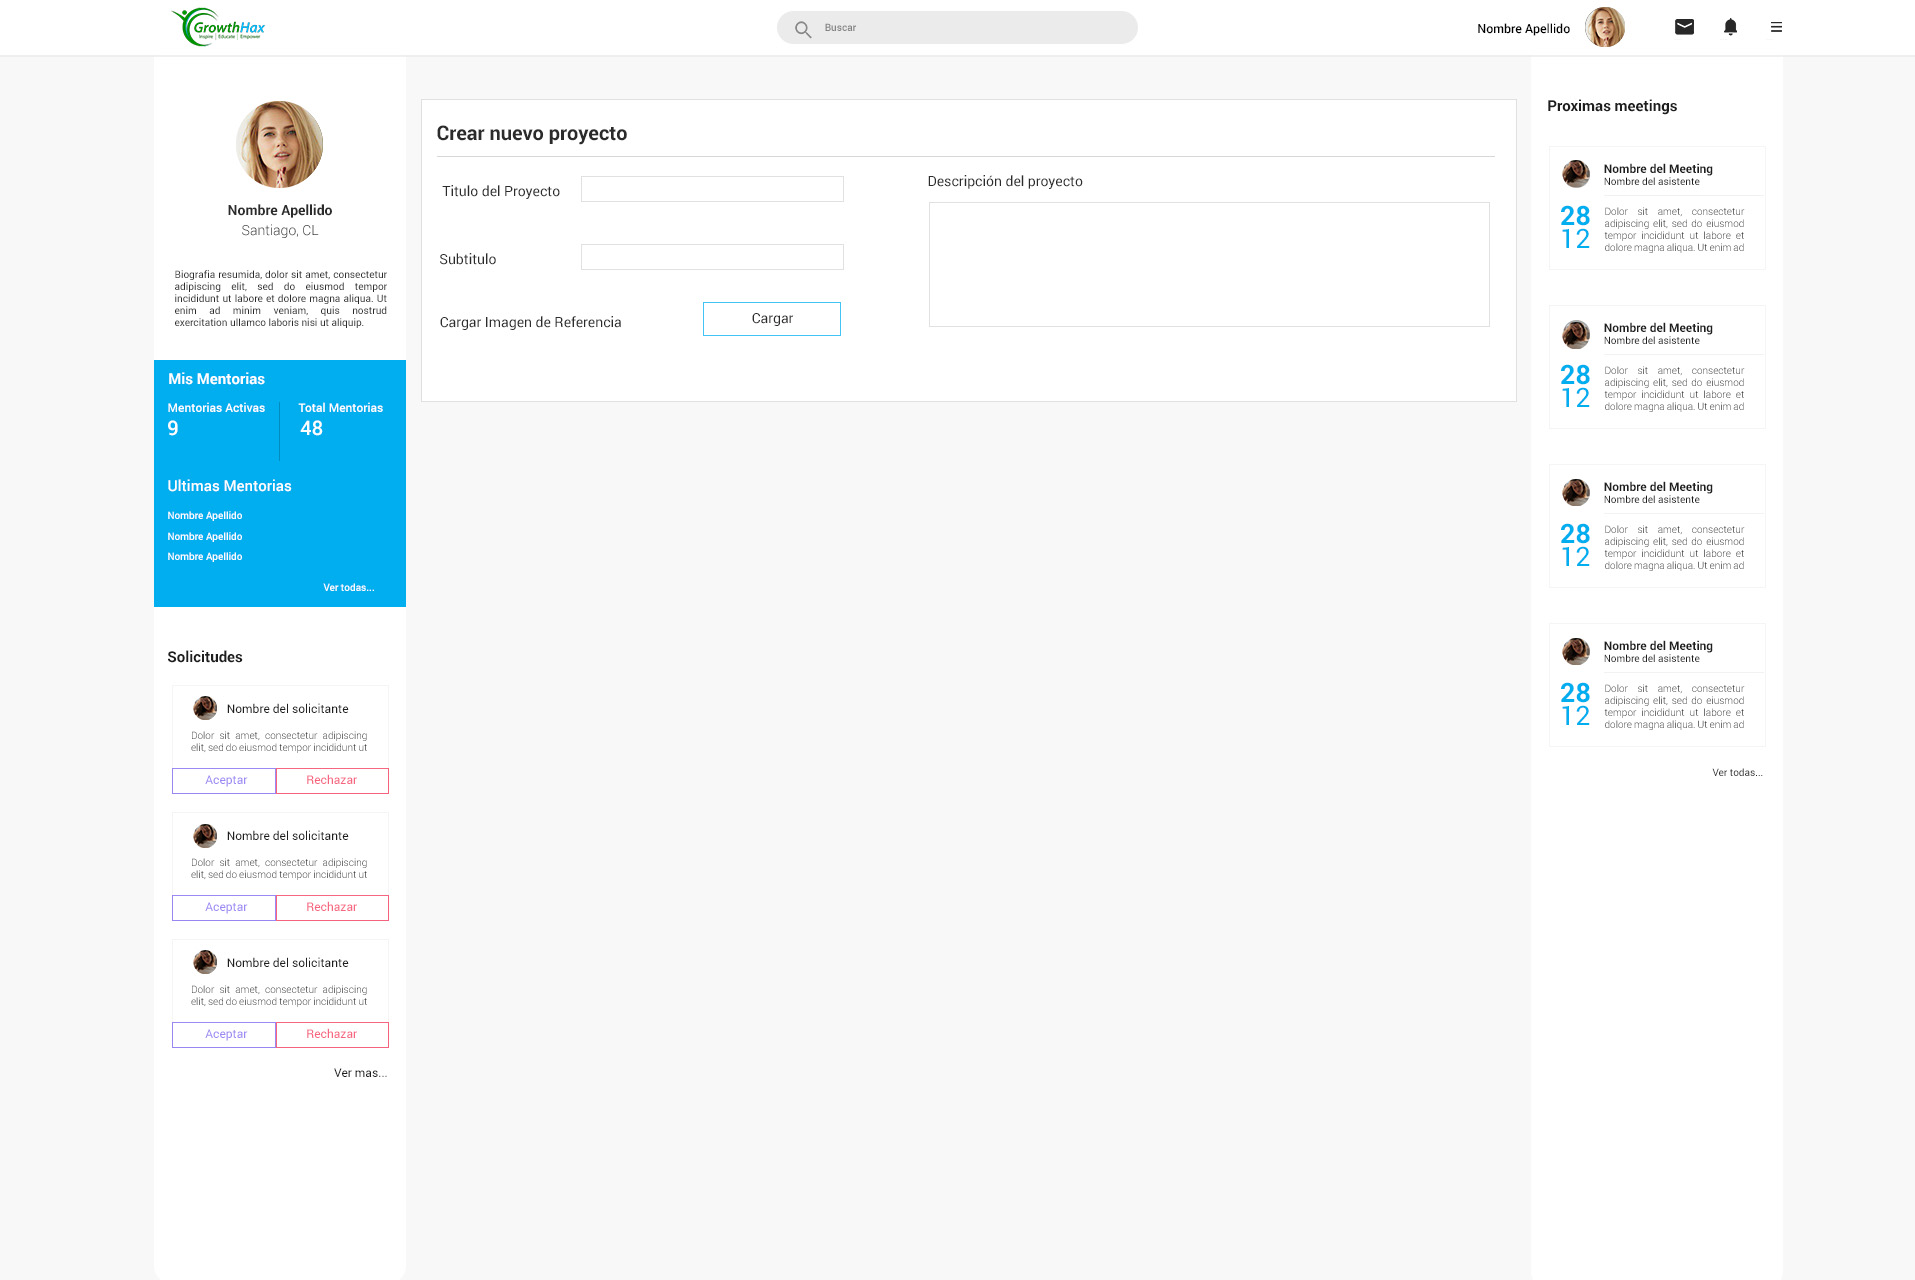 GrowthHax
Inspire | Educate | Empower
Buscar
Nombre Apellido
Nombre Apellido
Santiago, CL
Biografia resumida, dolor sit amet, consectetur
adipiscing elit, sed do eiusmod tempor
incididunt ut labore et dolore magna aliqua. Ut
enim ad minim veniam, quis nostrud
exercitation ullamco laboris nisi ut aliquip.
Mis Mentorias
Mentorias Activas
9
Total Mentorias
48
Ultimas Mentorias
Nombre Apellido
Nombre Apellido
Nombre Apellido
Ver todas...
Solicitudes
Nombre del solicitante
Dolor sit amet, consectetur adipiscing
elit, sed do eiusmod tempor incididunt ut
Aceptar
Rechazar
Nombre del solicitante
Dolor sit amet, consectetur adipiscing
elit, sed do eiusmod tempor incididunt ut
Aceptar
Rechazar
Nombre del solicitante
Dolor sit amet, consectetur adipiscing
elit, sed do eiusmod tempor incididunt ut
Aceptar
Rechazar
Ver mas...
Crear nuevo proyecto
Titulo del Proyecto
Subtitulo
Cargar Imagen de Referencia
Cargar
Descripción del proyecto
Proximas meetings
Nombre del Meeting
Nombre del asistente
28
12
Dolor sit amet, consectetur
adipiscing elit, sed do eiusmod
tempor incididunt ut labore et
dolore magna aliqua. Ut enim ad
Nombre del Meeting
Nombre del asistente
28
12
Dolor sit amet, consectetur
adipiscing elit, sed do eiusmod
tempor incididunt ut labore et
dolore magna aliqua. Ut enim ad
Nombre del Meeting
Nombre del asistente
28
12
Dolor sit amet, consectetur
adipiscing elit, sed do eiusmod
tempor incididunt ut labore et
dolore magna aliqua. Ut enim ad
Nombre del Meeting
Nombre del asistente
28
12
Dolor sit amet, consectetur
adipiscing elit, sed do eiusmod
tempor incididunt ut labore et
dolore magna aliqua. Ut enim ad
Ver todas...